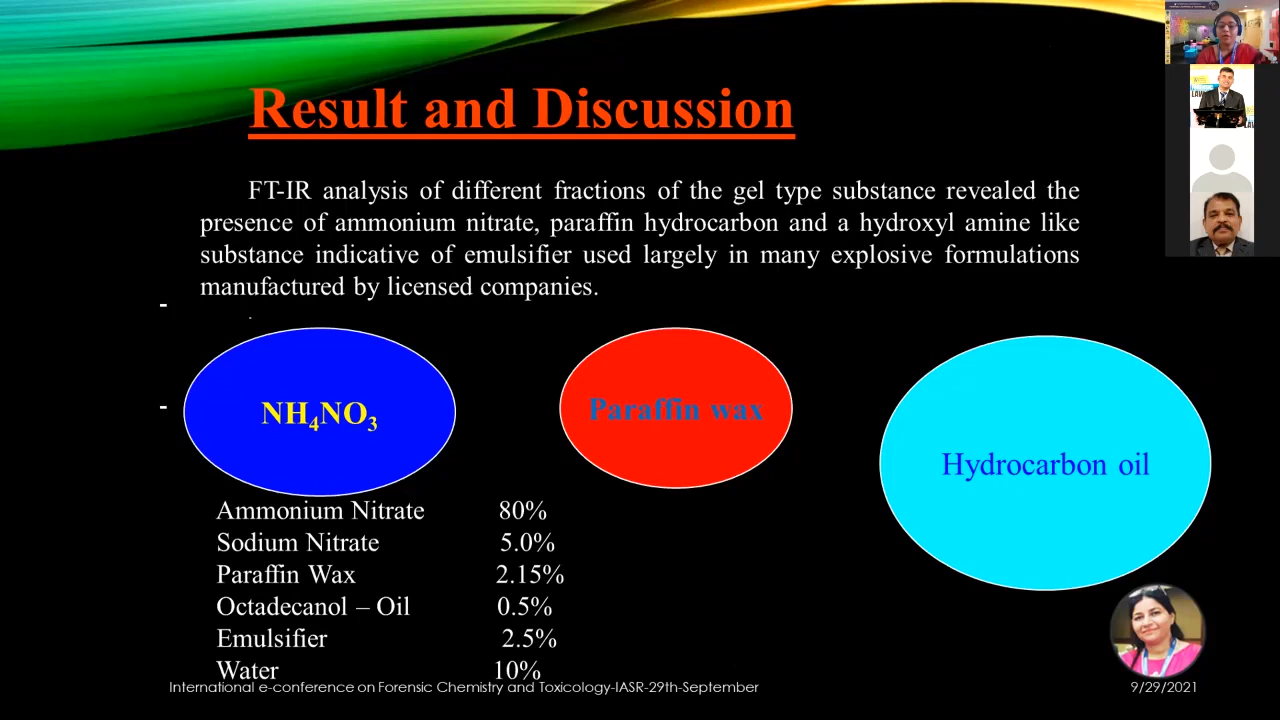 Result and Discussion
FT-IR analysis of different fractions of the gel type substance revealed the
presence of ammonium nitrate, paraffin hydrocarbon and a hydroxyl amine like
substance indicative of emulsifier used largely in many explosive formulations
manufactured by licensed companies.
NH₄NO₃
Paraffin wax
Hydrocarbon oil
Ammonium Nitrate 80%
Sodium Nitrate 5.0%
Paraffin Wax 2.15%
Octadecanol – Oil 0.5%
Emulsifier 2.5%
Water 10%
International e-conference on Forensic Chemistry and Toxicology-IASR-29th-September
9/29/2021